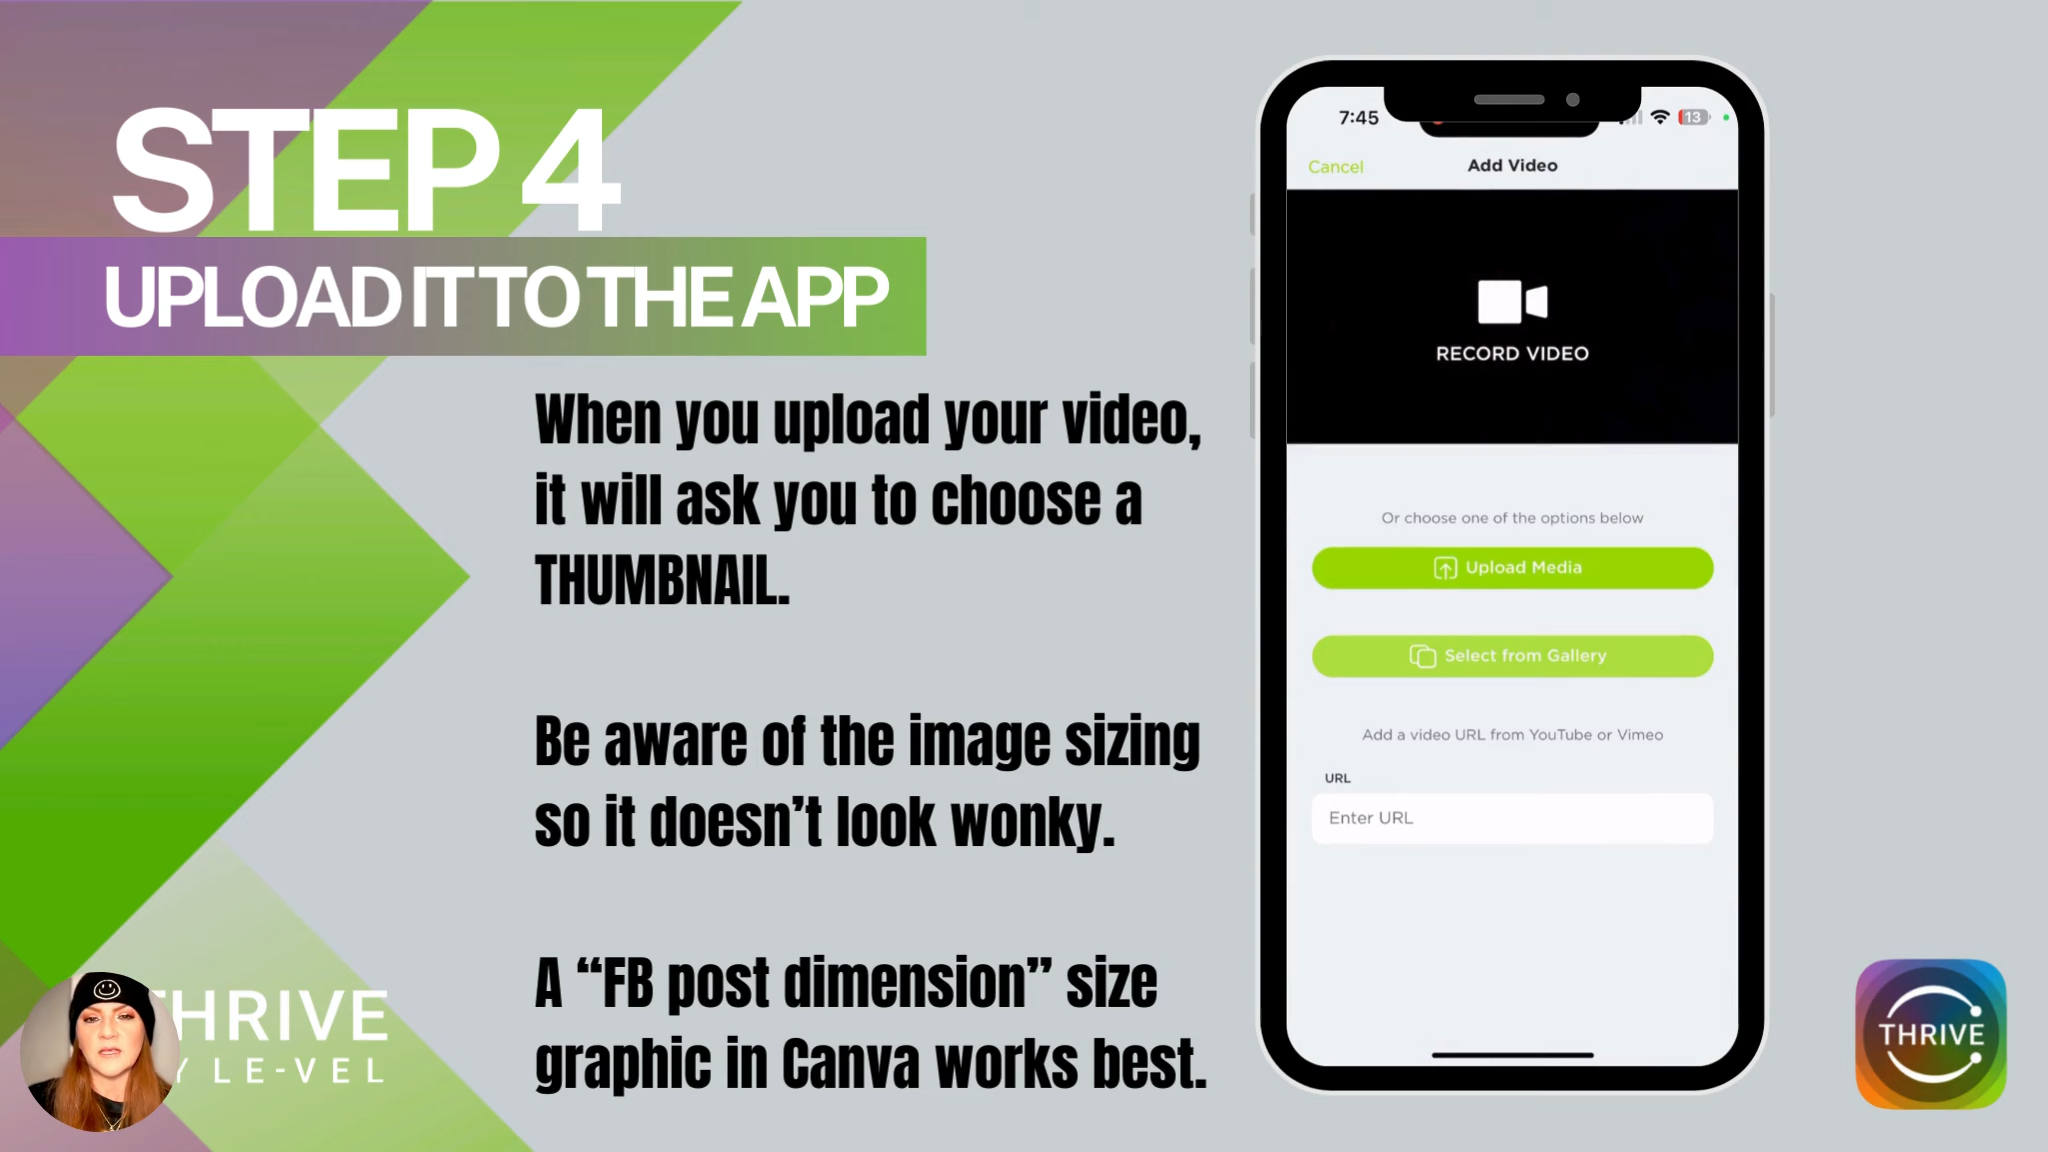 STEP 4
UPLOAD IT TO THE APP
When you upload your video,
it will ask you to choose a
THUMBNAIL.
Be aware of the image sizing
so it doesn’t look wonky.
A “FB post dimension” size
graphic in Canva works best.
7:45
13
Cancel
Add Video
RECORD VIDEO
Or choose one of the options below
Upload Media
Select from Gallery
Add a video URL from YouTube or Vimeo
URL
Enter URL
HRIVE
Y LE-VEL
THRIVE